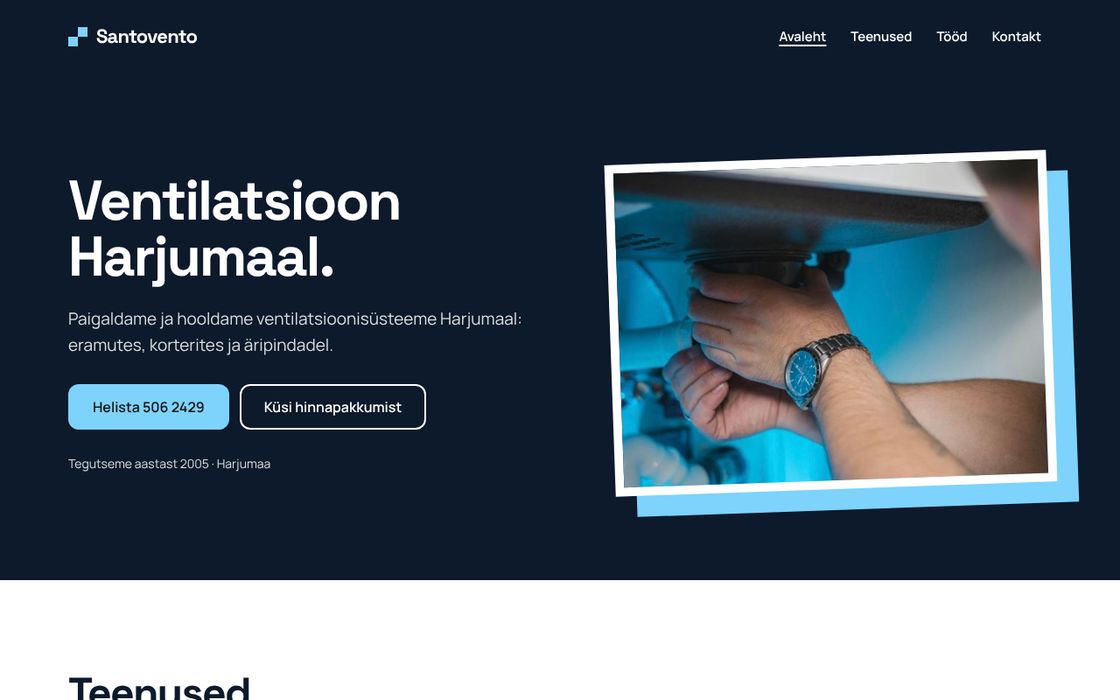 Santovento
Avaleht
Teenused
Tööd
Kontakt
Ventilatsioon
Harjumaal.
Paigaldame ja hooldame ventilatsioonisüsteeme Harjumaal:
eramutes, korterites ja äripindadel.
Helista 506 2429
Küsi hinnapakkumist
Tegutseme aastast 2005 · Harjumaa
Teenused